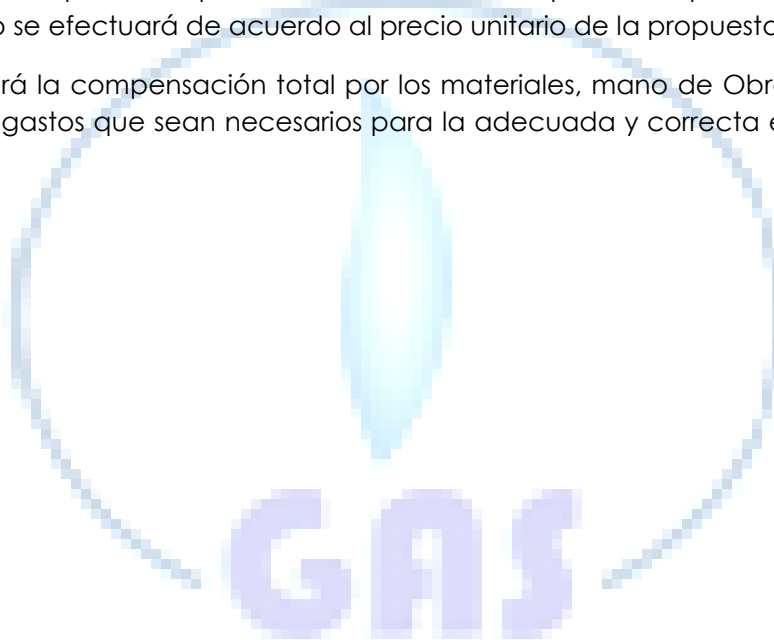 o se efectuará de acuerdo al precio unitario de la propuesta
rá la compensación total por los materiales, mano de Obra
gastos que sean necesarios para la adecuada y correcta e
GAS